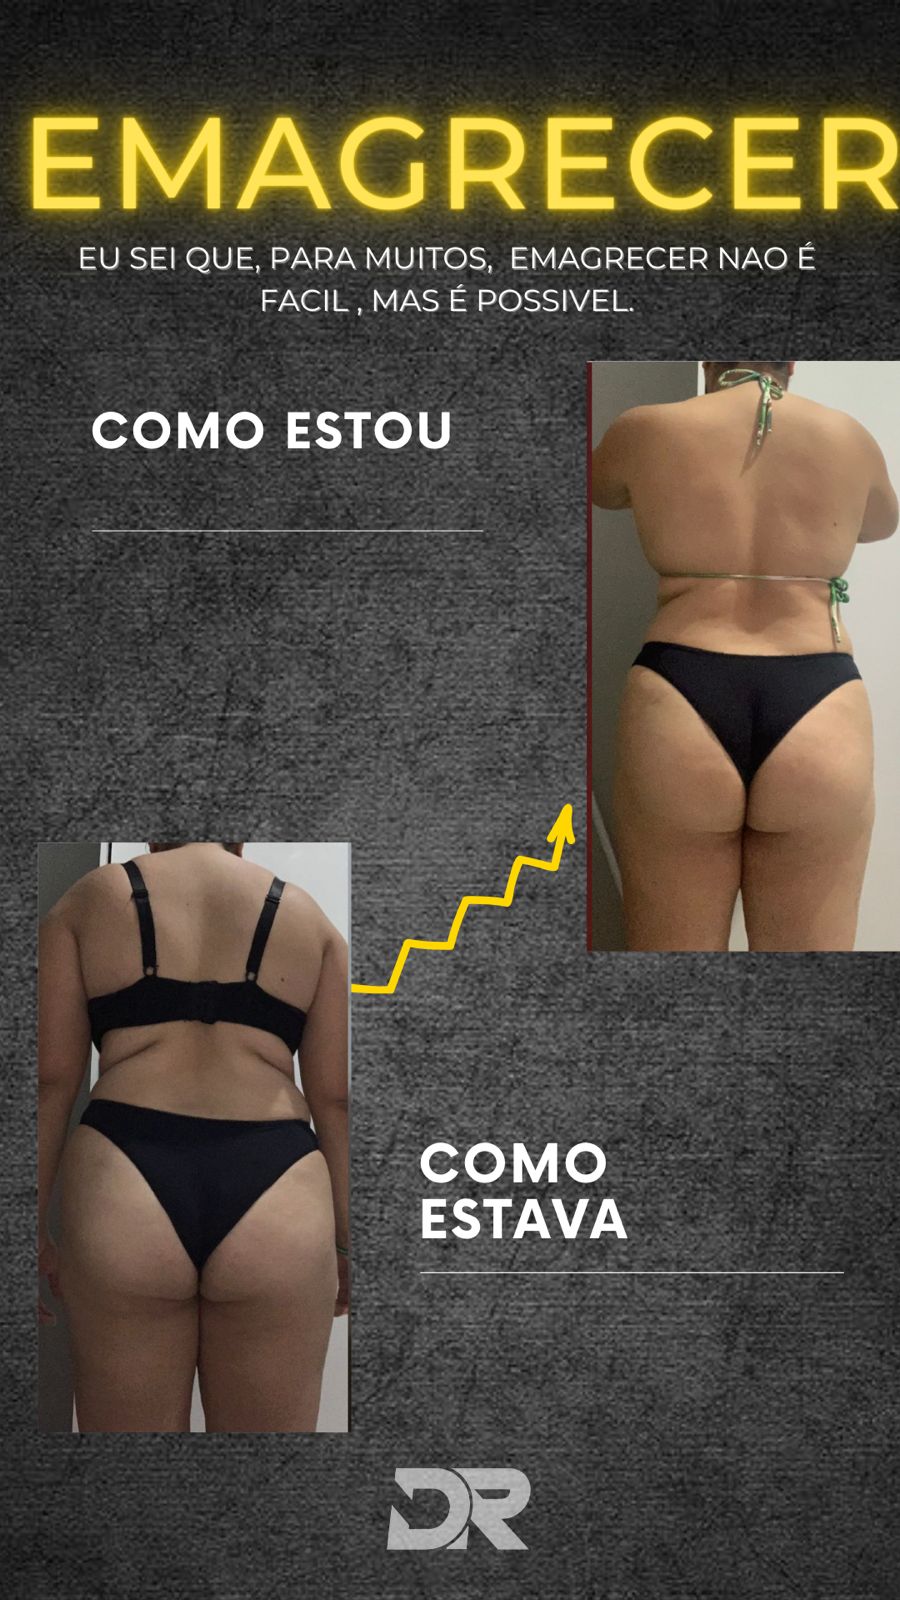 EMAGRECER
EU SEI QUE, PARA MUITOS, EMAGRECER NAO É
FACIL , MAS É POSSIVEL.
COMO ESTOU
COMO
ESTAVA
DR